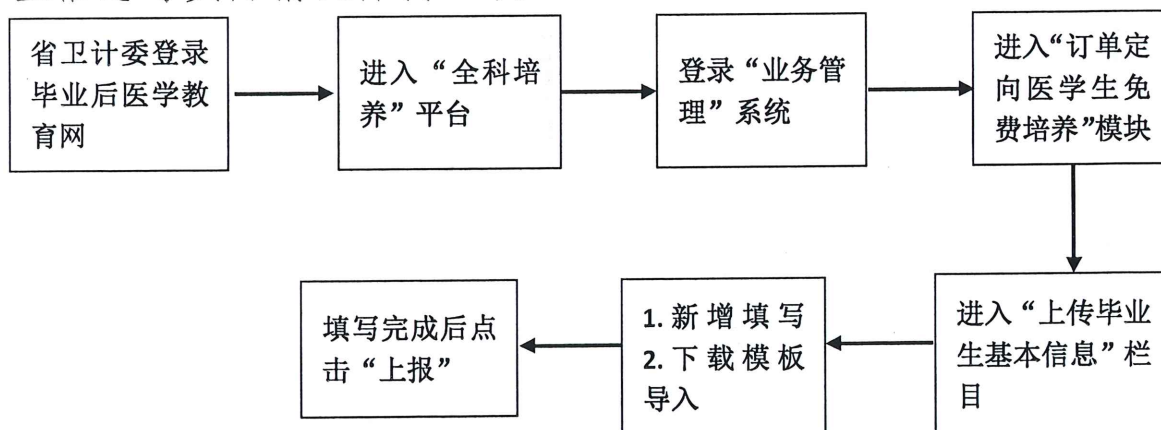 省卫计委登录
毕业后医学教
育网
进入“全科培
养”平台
登录“业务管
理”系统
进入“订单定
向医学生免
费培养”模块
进入“上传毕业
生基本信息”栏
目
1.新增填写
2.下载模板
导入
填写完成后点
击“上报”